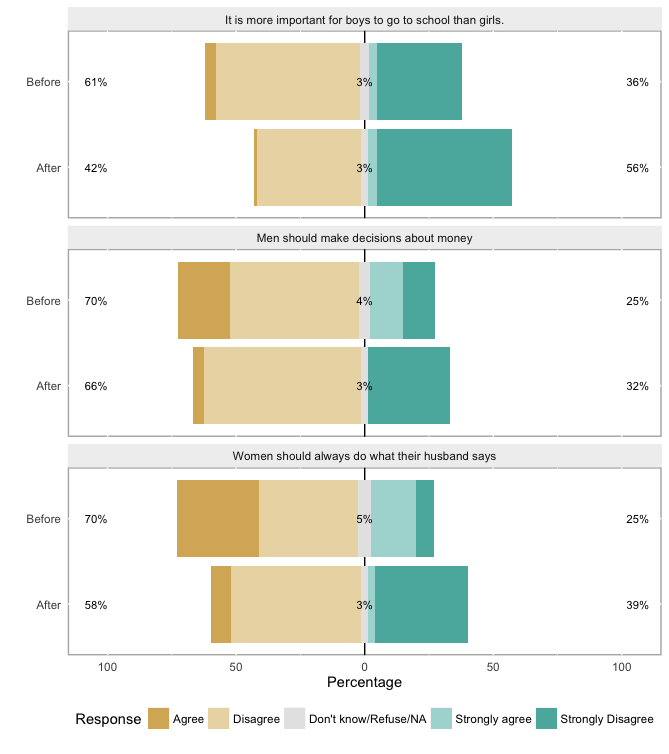 It is more important for boys to go to school than girls.
Before 61% 3% 36%
After 42% 3% 56%
Men should make decisions about money
Before 70% 4% 25%
After 66% 3% 32%
Women should always do what their husband says
Before 70% 5% 25%
After 58% 3% 39%
100 50 0 50 100
Percentage
Response Agree Disagree Don't know/Refuse/NA Strongly agree Strongly Disagree